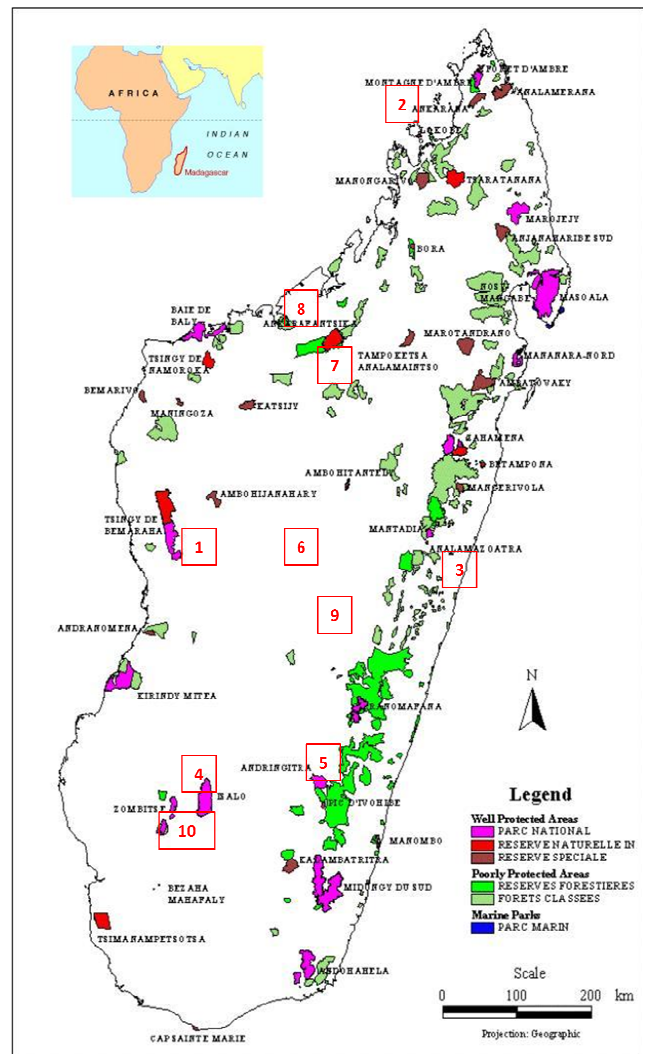 AFRICA
INDIAN
OCEAN
Madagascar
FORET D'AMBRE
MONTAGNE D'AMBRE
ANALAMERANA
2
ANKARANA
LOKOBE
MANONGARIVO
TSARATANANA
MAROJEJY
ANJANAHARIBE SUD
BORA
NOSY
MANGABE
MASOALA
8
BAIE DE
BALY
ANKARAFANTSIKA
MAROTANDRANO
TSINGY DE
NAMOROKA
7
TAMPOKETSA
ANALAMAINTSO
MANANARA-NORD
BEMARIVO
AMBATOVAKY
MANINGOZA
KATSIJY
ZAHAMENA
AMBOHITANTELY
BETAMPONA
AMBOHIJANAHARY
MANGERIVOLA
TSINGY DE
BEMARAHA
MANTADIA
1
6
ANALAMAZOATRA
3
9
ANDRANOMENA
N
KIRINDY MITEA
RANOMAFANA
4
ANDRINGITRA
5
ISALO
ZOMBITSE
PIC D'IVOHIBE
10
MANOMBO
KALAMBATRITRA
BEZAHA
MAHAFALY
MIDONGY DU SUD
TSIMANAMPETSOTSA
ANDOHAHELA
CAP SAINTE MARIE
Legend
Well Protected Areas
PARC NATIONAL
RESERVE NATURELLE IN
RESERVE SPECIALE
Poorly Protected Areas
RESERVES FORESTIERES
FORETS CLASSEES
Marine Parks
PARC MARIN
Scale
0 100 200 km
Projection: Geographic